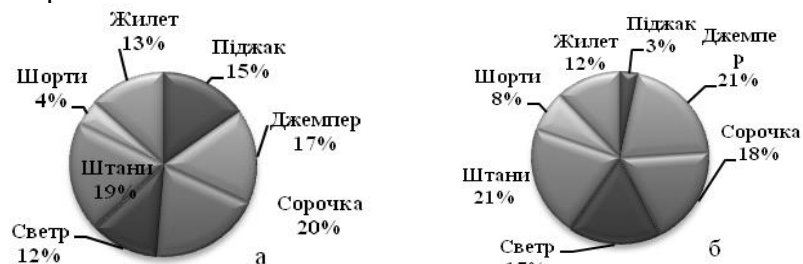 Жилет
13%
Піджак
15%
Джемпер
17%
Сорочка
20%
Светр
12%
Штани
19%
Шорти
4%
а
Жилет
12%
Піджак
3%
Джемпе
р
21%
Сорочка
18%
Светр
Штани
21%
Шорти
8%
б